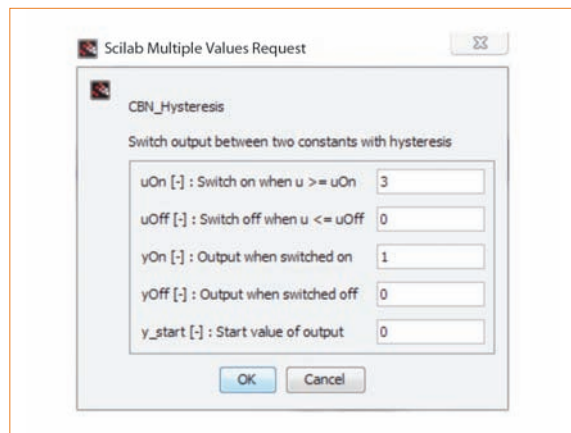 Scilab Multiple Values Request
CBN_Hysteresis
Switch output between two constants with hysteresis
uOn [-] : Switch on when u >= uOn 3
uOff [-] : Switch off when u <= uOff 0
yOn [-] : Output when switched on 1
yOff [-] : Output when switched off 0
y_start [-] : Start value of output 0
OK Cancel